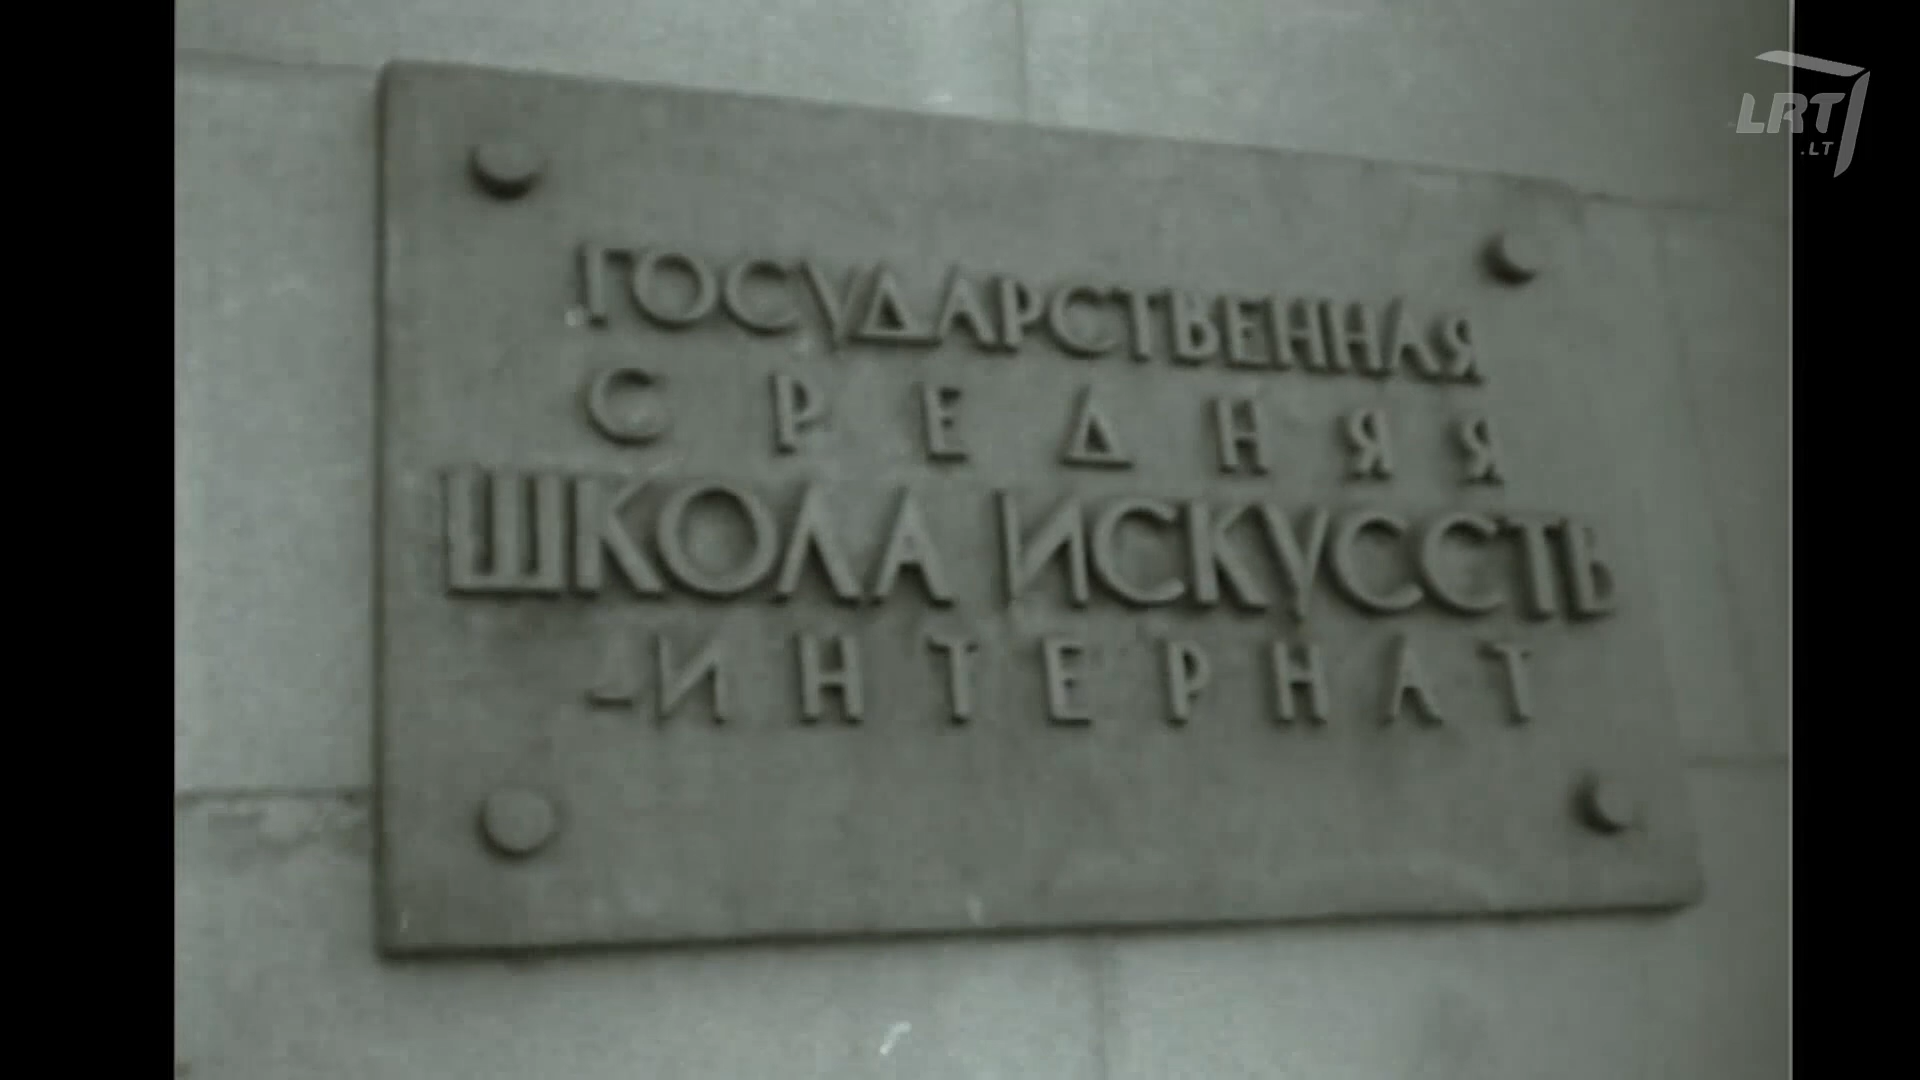 ГОСУДАРСТВЕННАЯ
СРЕДНЯЯ
ШКОЛА ИСКУССТВ
-ИНТЕРНАТ
LRT
.LT